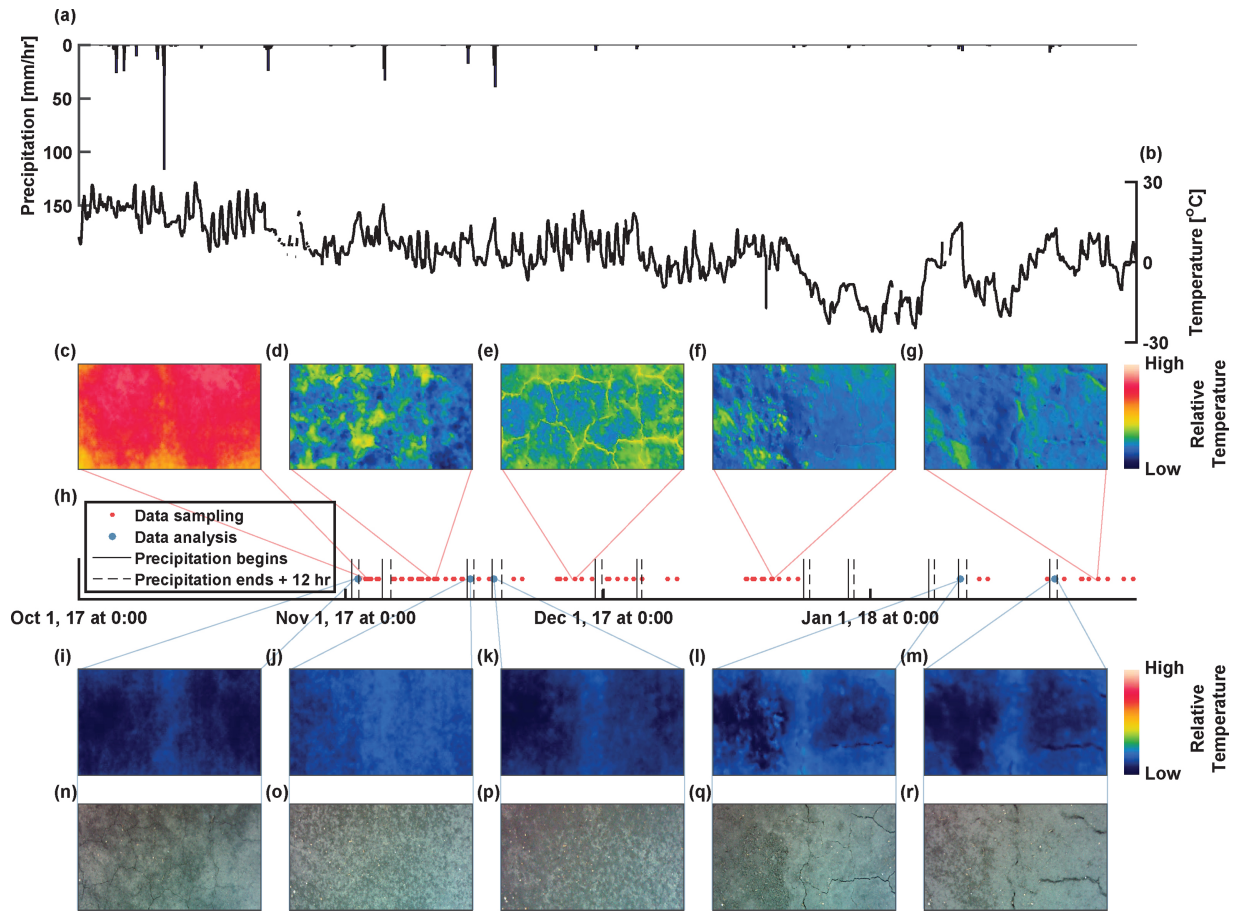 (a)
0
50
100
150
Precipitation [mm/hr]
(b)
30
0
-30
Temperature [°C]
(c)
(d)
(e)
(f)
(g)
High
Low
Relative
Temperature
(h)
Data sampling
Data analysis
Precipitation begins
Precipitation ends + 12 hr
Oct 1, 17 at 0:00
Nov 1, 17 at 0:00
Dec 1, 17 at 0:00
Jan 1, 18 at 0:00
(i)
(j)
(k)
(l)
(m)
High
Low
Relative
Temperature
(n)
(o)
(p)
(q)
(r)